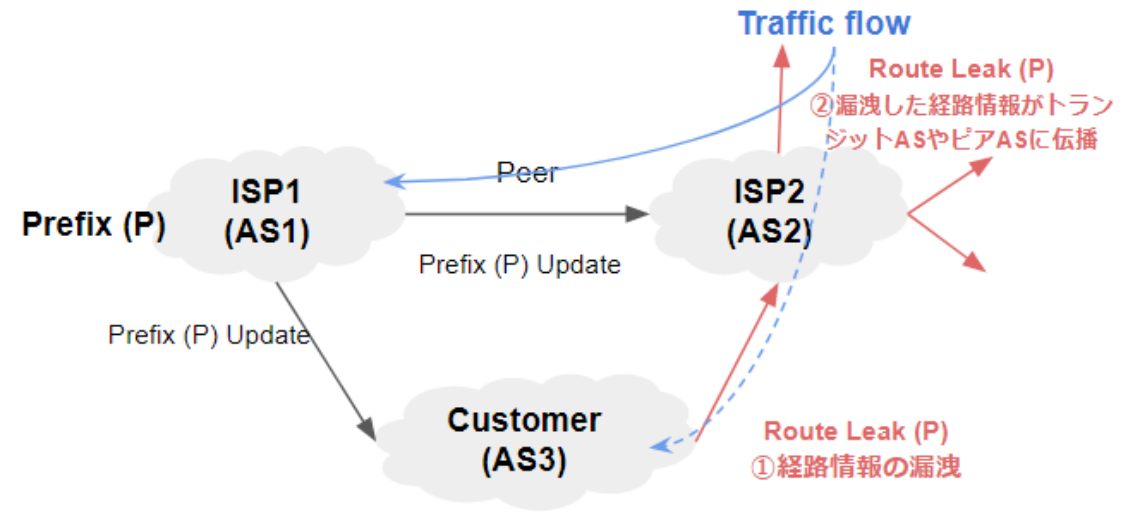 Traffic flow
Route Leak (P)
②漏洩した経路情報がトラン
ジットASやピアASに伝播
Peer
ISP1
(AS1)
ISP2
(AS2)
Prefix (P)
Prefix (P) Update
Prefix (P) Update
Customer
(AS3)
Route Leak (P)
①経路情報の漏洩